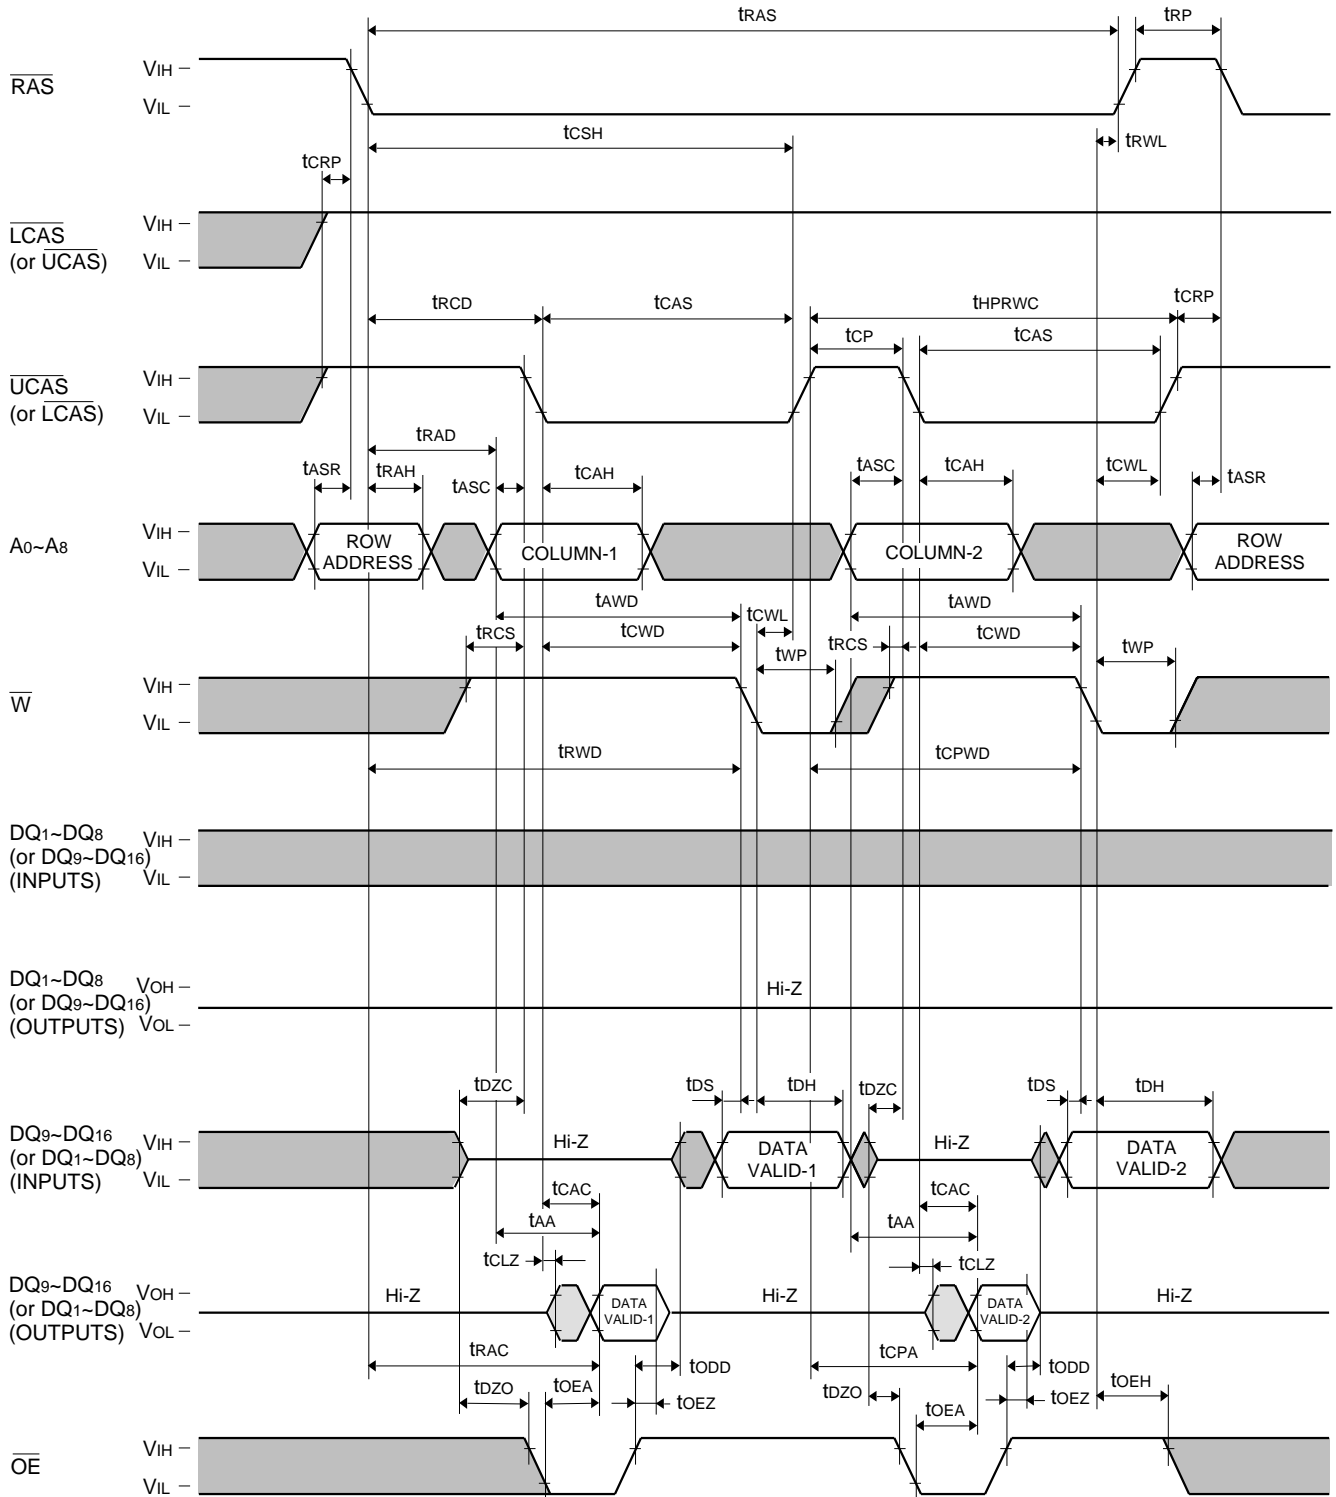 tRAS
tRP
RAS
VIH
VIL
tCSH
tRWL
tCRP
LCAS
(or UCAS)
VIH
VIL
tRCD
tCAS
tHPRWC
tCRP
tCP
tCAS
UCAS
(or LCAS)
VIH
VIL
tRAD
tASR
tRAH
tASC
tCAH
tASC
tCAH
tCWL
tASR
A0~A8
VIH
VIL
ROW
ADDRESS
COLUMN-1
COLUMN-2
ROW
ADDRESS
tAWD
tCWL
tAWD
tRCS
tCWD
tWP
tRCS
tCWD
tWP
W
VIH
VIL
tRWD
tCPWD
DQ1~DQ8
(or DQ9~DQ16)
(INPUTS)
VIH
VIL
DQ1~DQ8
(or DQ9~DQ16)
(OUTPUTS)
VOH
VOL
Hi-Z
tDZC
tDS
tDH
tDZC
tDS
tDH
DQ9~DQ16
(or DQ1~DQ8)
(INPUTS)
VIH
VIL
Hi-Z
DATA
VALID-1
Hi-Z
DATA
VALID-2
tCAC
tCAC
tAA
tAA
tCLZ
tCLZ
DQ9~DQ16
(or DQ1~DQ8)
(OUTPUTS)
VOH
VOL
Hi-Z
DATA
VALID-1
Hi-Z
DATA
VALID-2
Hi-Z
tRAC
tODD
tCPA
tODD
tDZO
tOEA
tOEZ
tDZO
tOEA
tOEZ
tOEH
OE
VIH
VIL